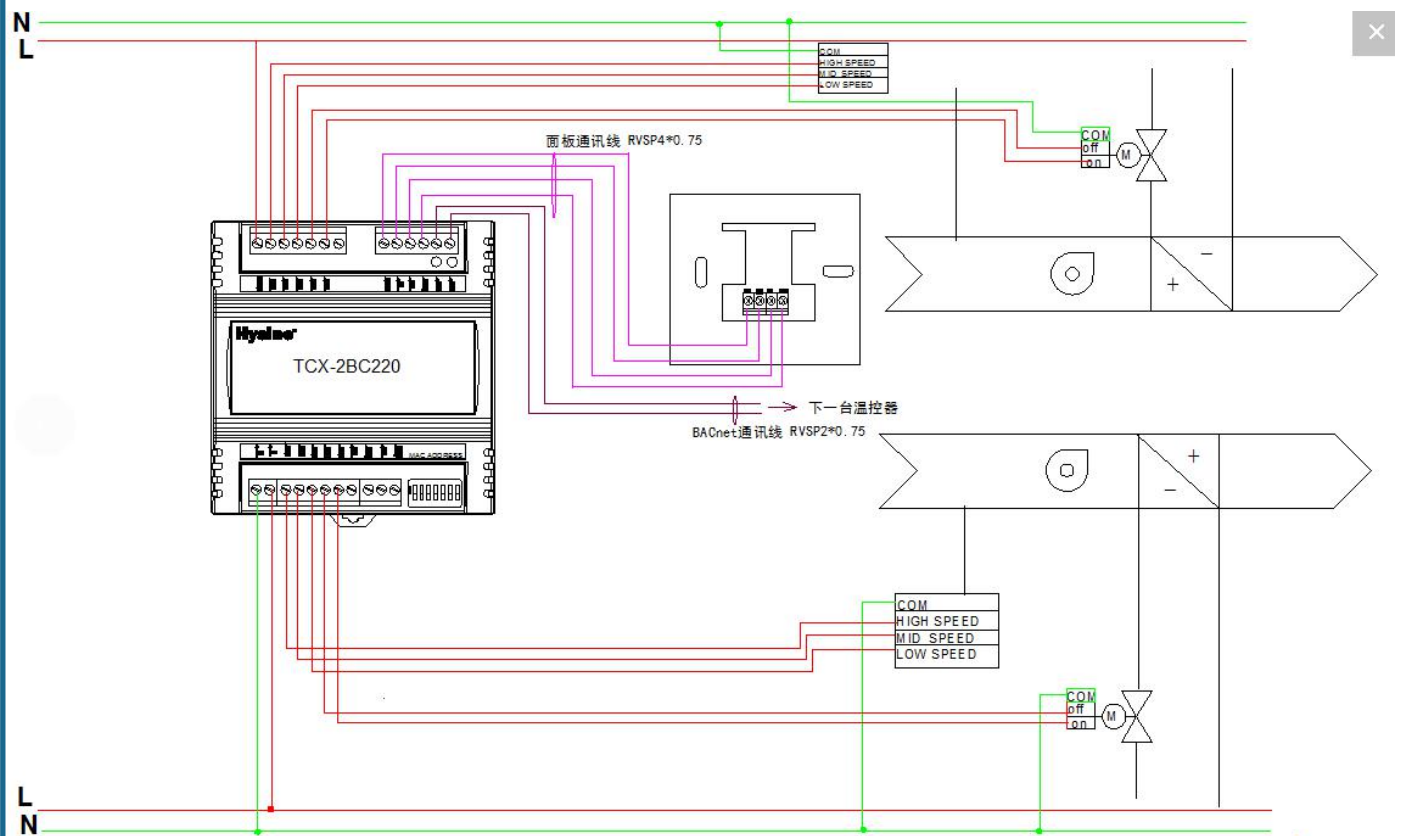 N
L
COM
HIGH SPEED
MID SPEED
LOW SPEED
面板通讯线 RVSP4*0.75
COM
off
on
M
−
+
TCX-2BC220
下一台温控器
BACnet通讯线 RVSP2*0.75
MAC ADDRESS
+
−
COM
HIGH SPEED
MID SPEED
LOW SPEED
COM
off
on
M
L
N